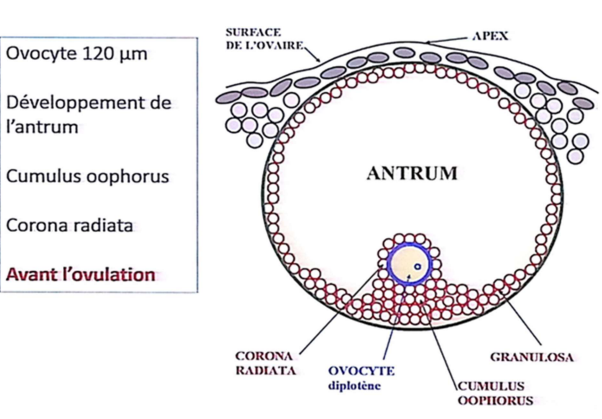 Ovocyte 120 µm
Développement de
l'antrum
Cumulus oophorus
Corona radiata
Avant l'ovulation
SURFACE
DE L'OVAIRE
APEX
ANTRUM
CORONA
RADIATA
OVOCYTE
diplotène
CUMULUS
OOPHORUS
GRANULOSA